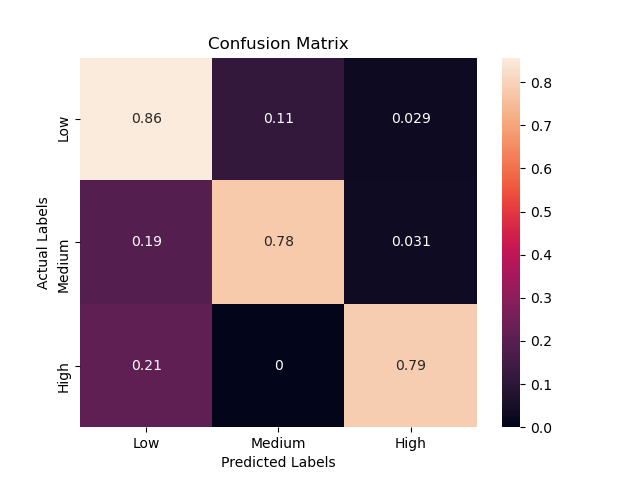 Confusion Matrix
Actual Labels
Low
0.86 0.11 0.029
Medium
0.19 0.78 0.031
High
0.21 0 0.79
Low Medium High
Predicted Labels
0.8
0.7
0.6
0.5
0.4
0.3
0.2
0.1
0.0